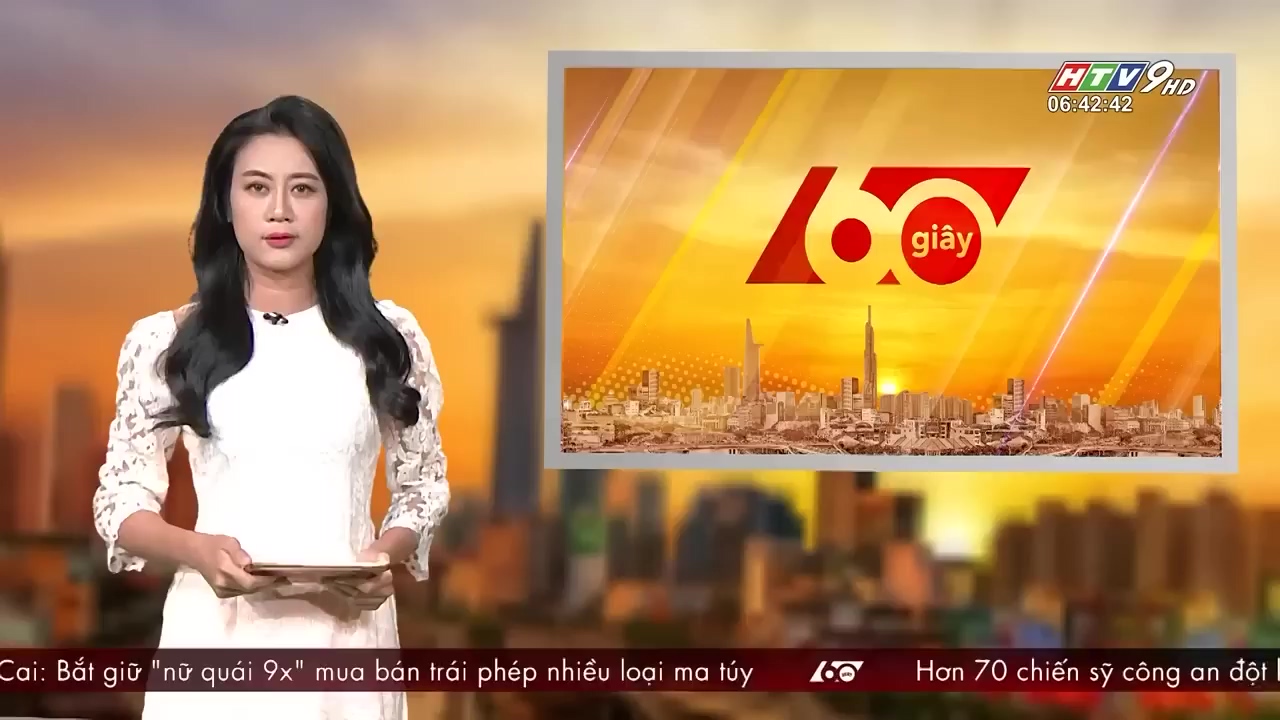 HTV9HD
06:42:42
60
giây
Cai: Bắt giữ "nữ quái 9x" mua bán trái phép nhiều loại ma túy 60 giây Hơn 70 chiến sỹ công an đột